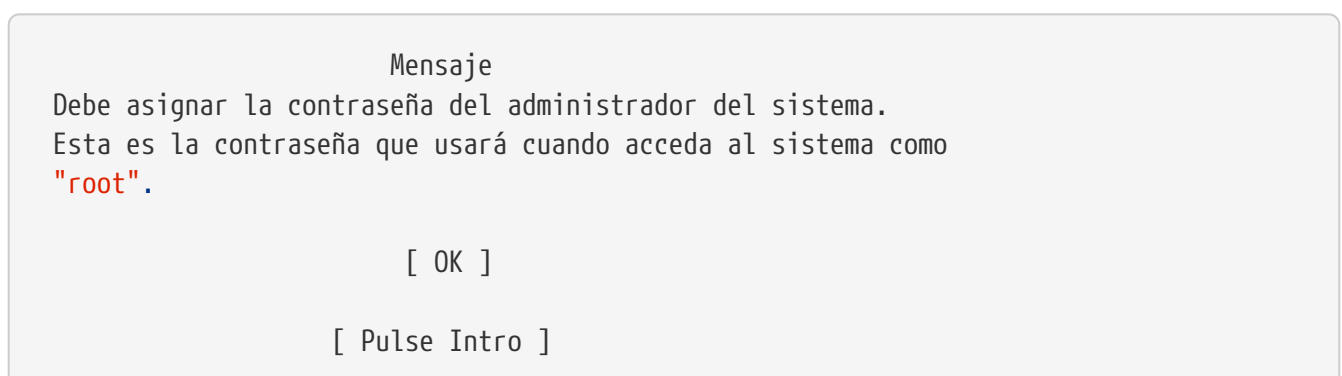 Mensaje
Debe asignar la contraseña del administrador del sistema.
Esta es la contraseña que usará cuando acceda al sistema como
"root".
[ OK ]
[ Pulse Intro ]